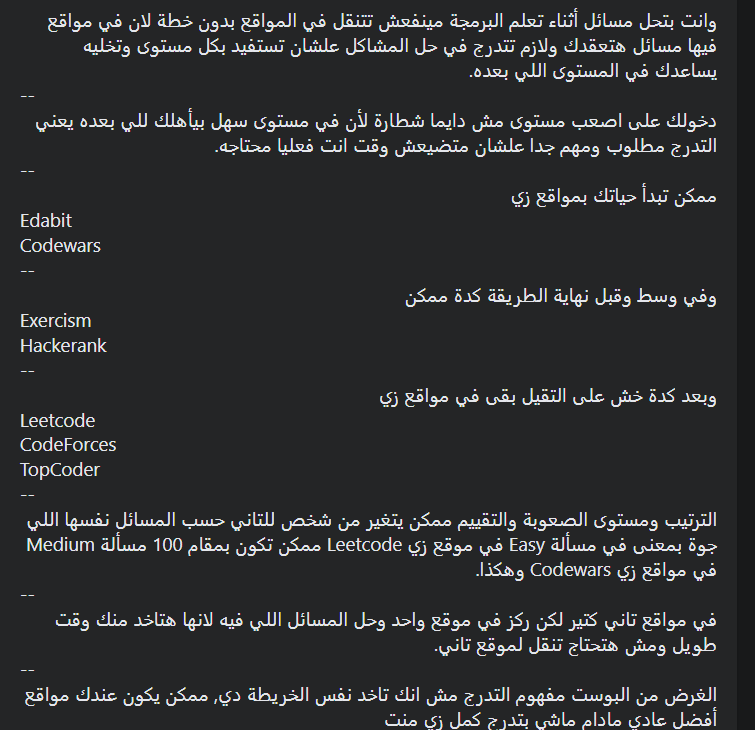 وانت بتحل مسائل أثناء تعلم البرمجة مينفعش تتنقل في المواقع بدون خطة لان في مواقع
فيها مسائل هتعقدك ولازم تتدرج في حل المشاكل علشان تستفيد بكل مستوى وتخليه
يساعدك في المستوى اللي بعده.
--
دخولك على اصعب مستوى مش دايما شطارة لأن في مستوى سهل بيأهلك للي بعده يعني
التدرج مطلوب ومهم جدا علشان متضيعش وقت انت فعليا محتاجه.
--
ممكن تبدأ حياتك بمواقع زي
Edabit
Codewars
--
وفي وسط وقبل نهاية الطريقة كدة ممكن
Exercism
Hackerank
--
وبعد كدة خش على التقيل بقى في مواقع زي
Leetcode
CodeForces
TopCoder
--
الترتيب ومستوى الصعوبة والتقييم ممكن يتغير من شخص للتاني حسب المسائل نفسها اللي
جوة بمعنى في مسألة Easy في موقع زي Leetcode ممكن تكون بمقام 100 مسألة Medium
في مواقع زي Codewars وهكذا.
--
في مواقع تاني كتير لكن ركز في موقع واحد وحل المسائل اللي فيه لانها هتاخد منك وقت
طويل ومش هتحتاج تنقل لموقع تاني.
--
الغرض من البوست مفهوم التدرج مش انك تاخد نفس الخريطة دي, ممكن يكون عندك مواقع
أفضل عادي مادام ماشي بتدرج كمل زي منت